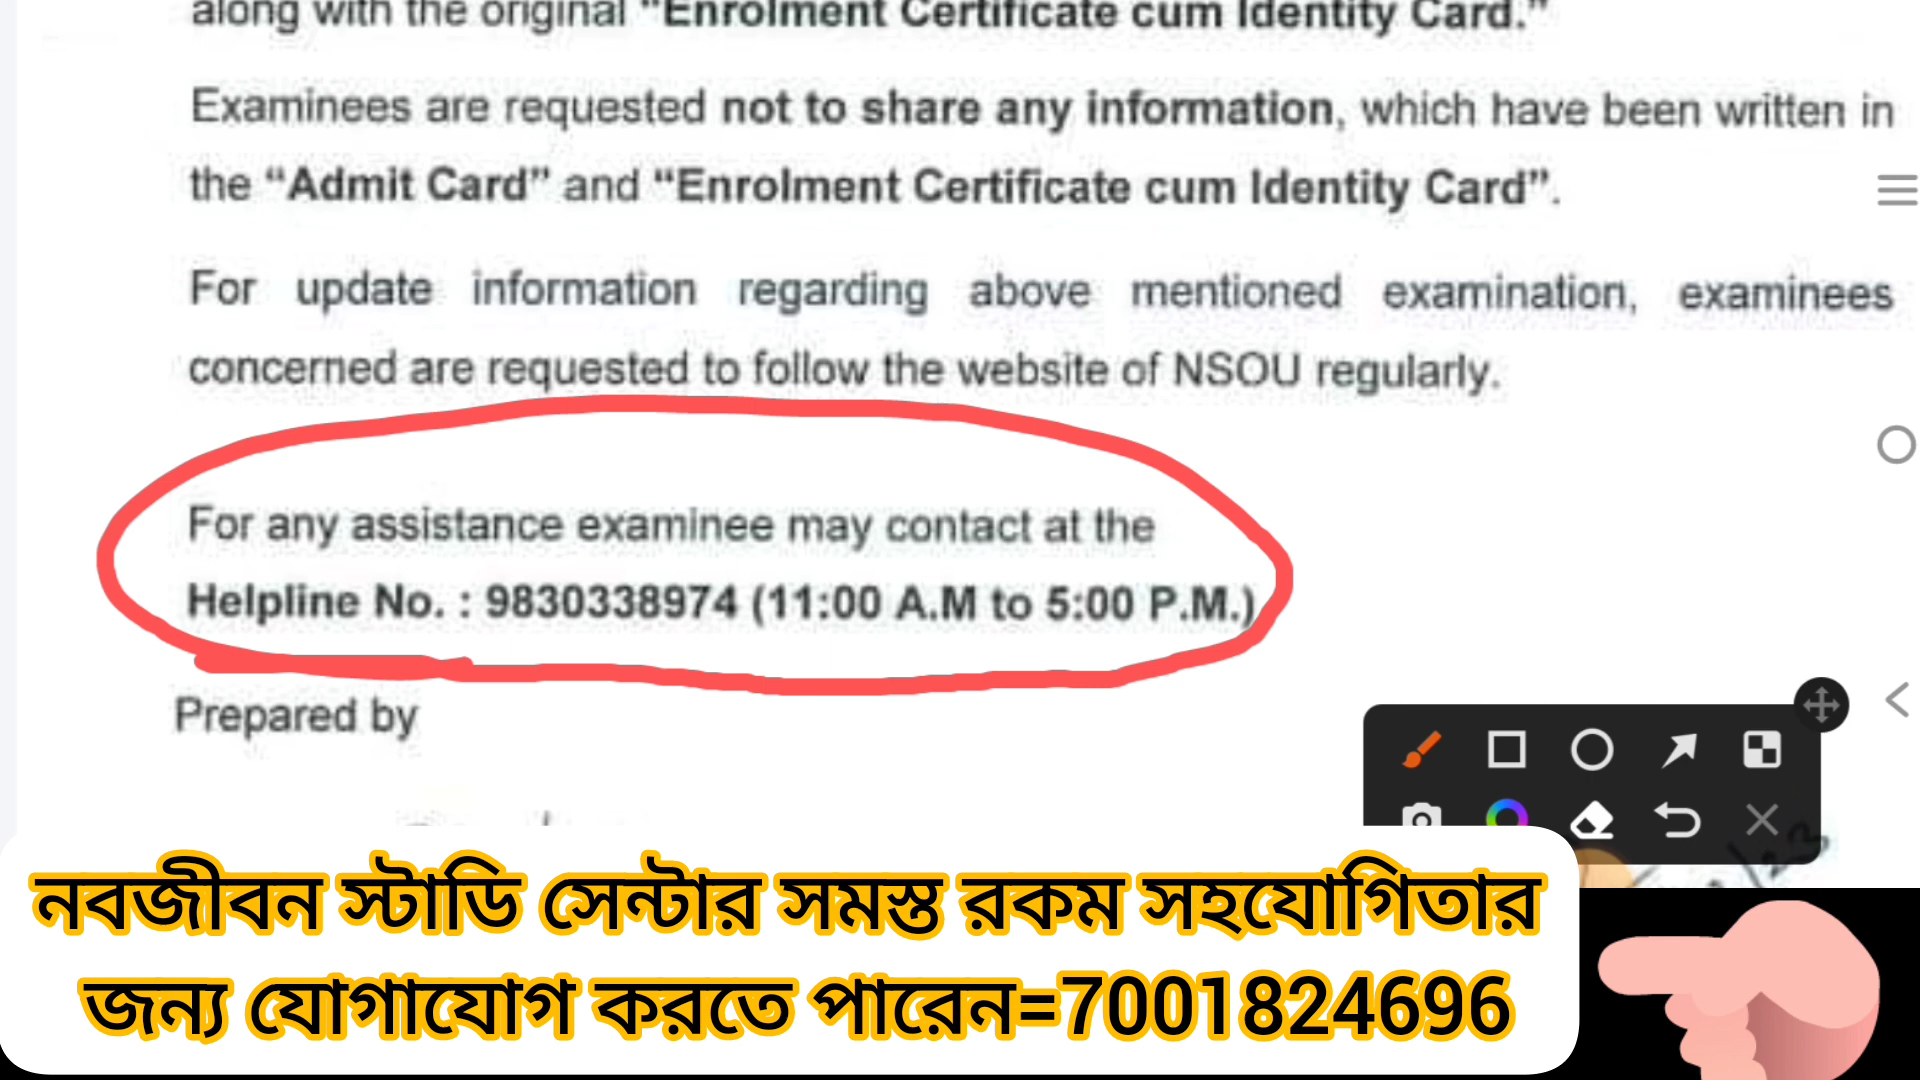 along with the original "Enrolment Certificate cum Identity Card."
Examinees are requested not to share any information, which have been written in
the "Admit Card" and "Enrolment Certificate cum Identity Card".
For update information regarding above mentioned examination, examinees
concerned are requested to follow the website of NSOU regularly.
For any assistance examinee may contact at the
Helpline No. : 9830338974 (11:00 A.M to 5:00 P.M.)
Prepared by
নবজীবন স্টাডি সেন্টার সমস্ত রকম সহযোগিতার
জন্য যোগাযোগ করতে পারেন=7001824696